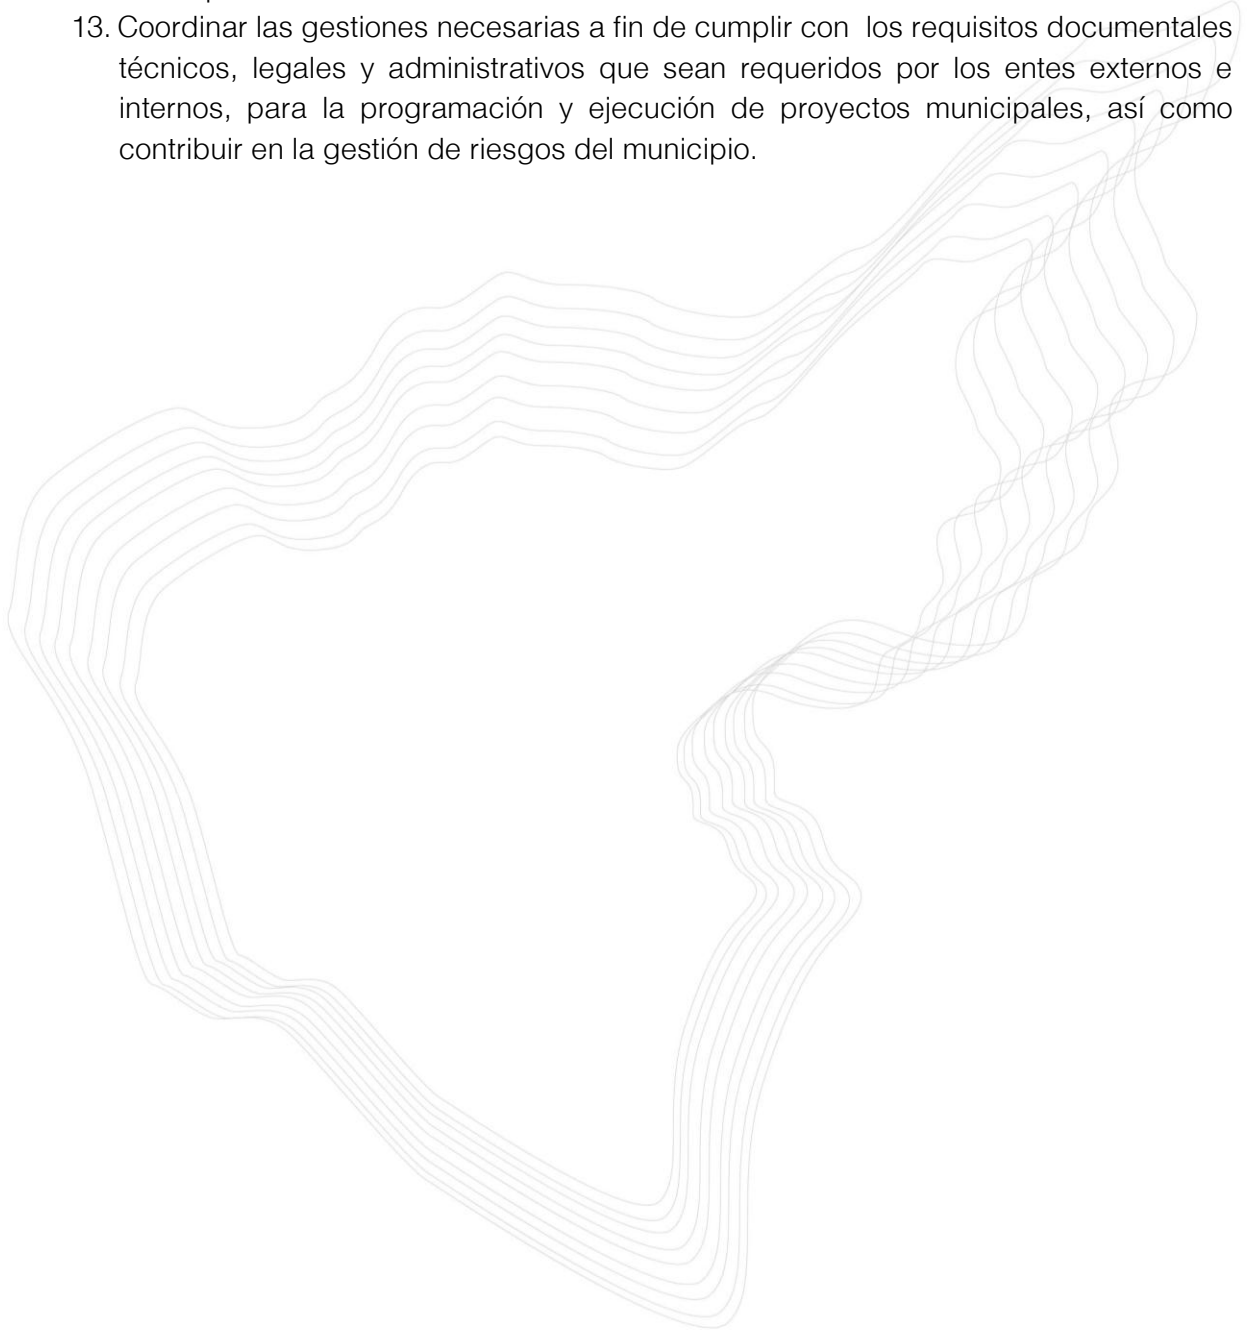 13. Coordinar las gestiones necesarias a fin de cumplir con  los requisitos documentales
técnicos, legales y administrativos que sean requeridos por los entes externos e
internos, para la programación y ejecución de proyectos municipales, así como
contribuir en la gestión de riesgos del municipio.